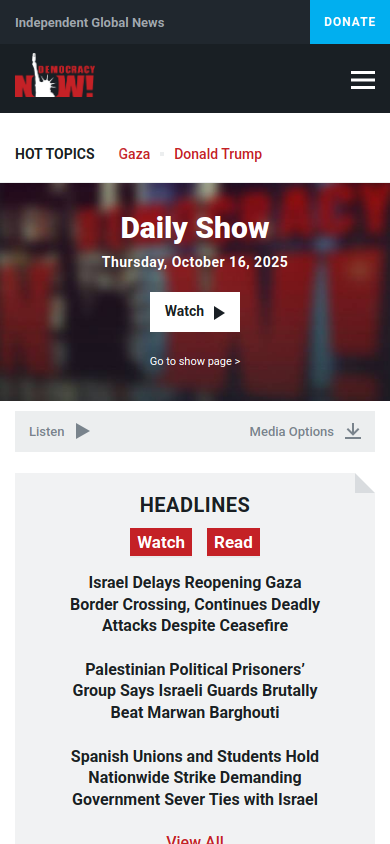 Independent Global News
DONATE
DEMOCRACY
NOW!
HOT TOPICS
Gaza
Donald Trump
Daily Show
Thursday, October 16, 2025
Watch
Go to show page >
Listen
Media Options
HEADLINES
Watch
Read
Israel Delays Reopening Gaza
Border Crossing, Continues Deadly
Attacks Despite Ceasefire
Palestinian Political Prisoners’
Group Says Israeli Guards Brutally
Beat Marwan Barghouti
Spanish Unions and Students Hold
Nationwide Strike Demanding
Government Sever Ties with Israel
View All